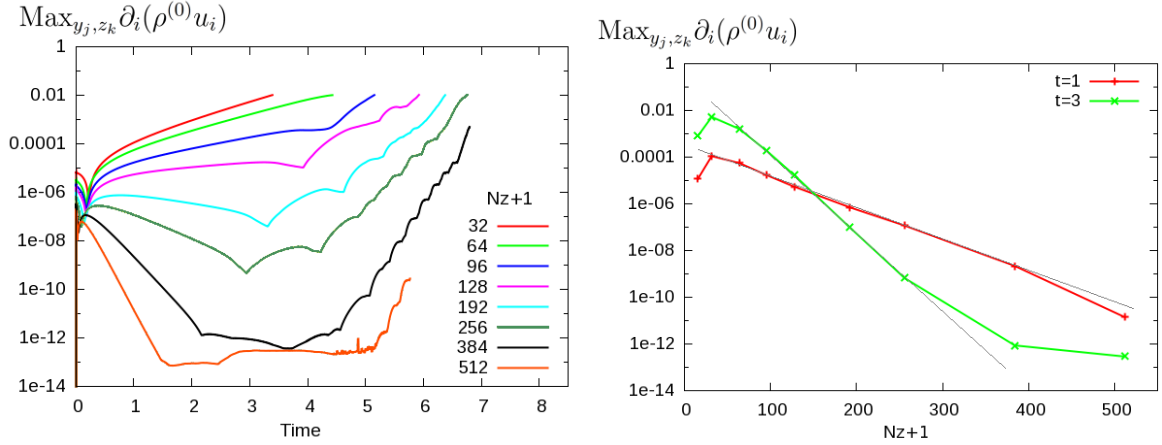 Max_{y_j,z_k} ∂_i(ρ^{(0)}u_i)
1
0.01
0.0001
1e-06
1e-08
1e-10
1e-12
1e-14
0 1 2 3 4 5 6 7 8
Time
Nz+1
32
64
96
128
192
256
384
512
Max_{y_j,z_k} ∂_i(ρ^{(0)}u_i)
1
0.01
0.0001
1e-06
1e-08
1e-10
1e-12
1e-14
0 100 200 300 400 500
Nz+1
t=1
t=3